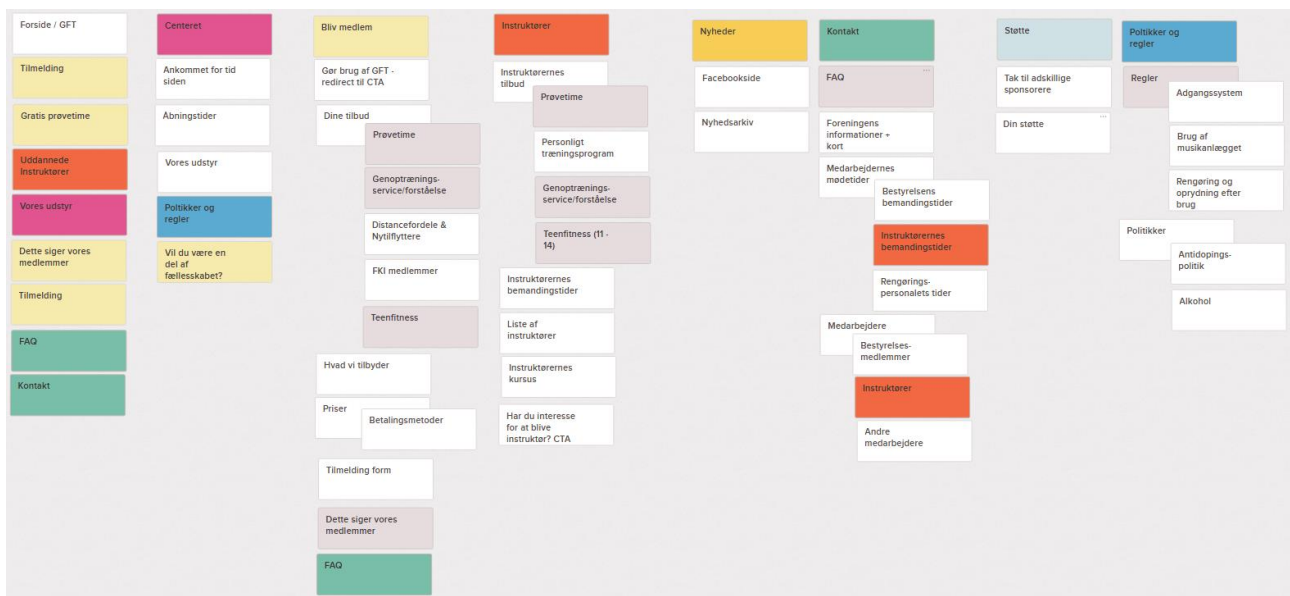 Forside / GFT
Tilmelding
Gratis prøvetime
Uddannede
Instruktører
Vores udstyr
Dette siger vores
medlemmer
Tilmelding
FAQ
Kontakt
Centeret
Ankommet for tid
siden
Åbningstider
Vores udstyr
Poltikker og
regler
Vil du være en
del af
fællesskabet?
Bliv medlem
Gør brug af GFT -
redirect til CTA
Dine tilbud
Prøvetime
Genoptrænings-
service/forståelse
Distancefordele &
Nytilflyttere
FKI medlemmer
Teenfitness
Hvad vi tilbyder
Priser
Betalingsmetoder
Tilmelding form
Dette siger vores
medlemmer
FAQ
Instruktører
Instruktørernes
tilbud
Prøvetime
Personligt
træningsprogram
Genoptrænings-
service/forståelse
Teenfitness (11 -
14)
Instruktørernes
bemandingstider
Liste af
instruktører
Instruktørernes
kursus
Har du interesse
for at blive
instruktør? CTA
Nyheder
Facebookside
Nyhedsarkiv
Kontakt
FAQ
Foreningens
informationer +
kort
Medarbejdernes
mødetider
Bestyrelsens
bemandingstider
Instruktørernes
bemandingstider
Rengørings-
personalets tider
Medarbejdere
Bestyrelses-
medlemmer
Instruktører
Andre
medarbejdere
Støtte
Tak til adskillige
sponsorere
Din støtte
Poltikker og
regler
Regler
Adgangssystem
Brug af
musikanlægget
Rengøring og
oprydning efter
brug
Politikker
Antidopings-
politik
Alkohol